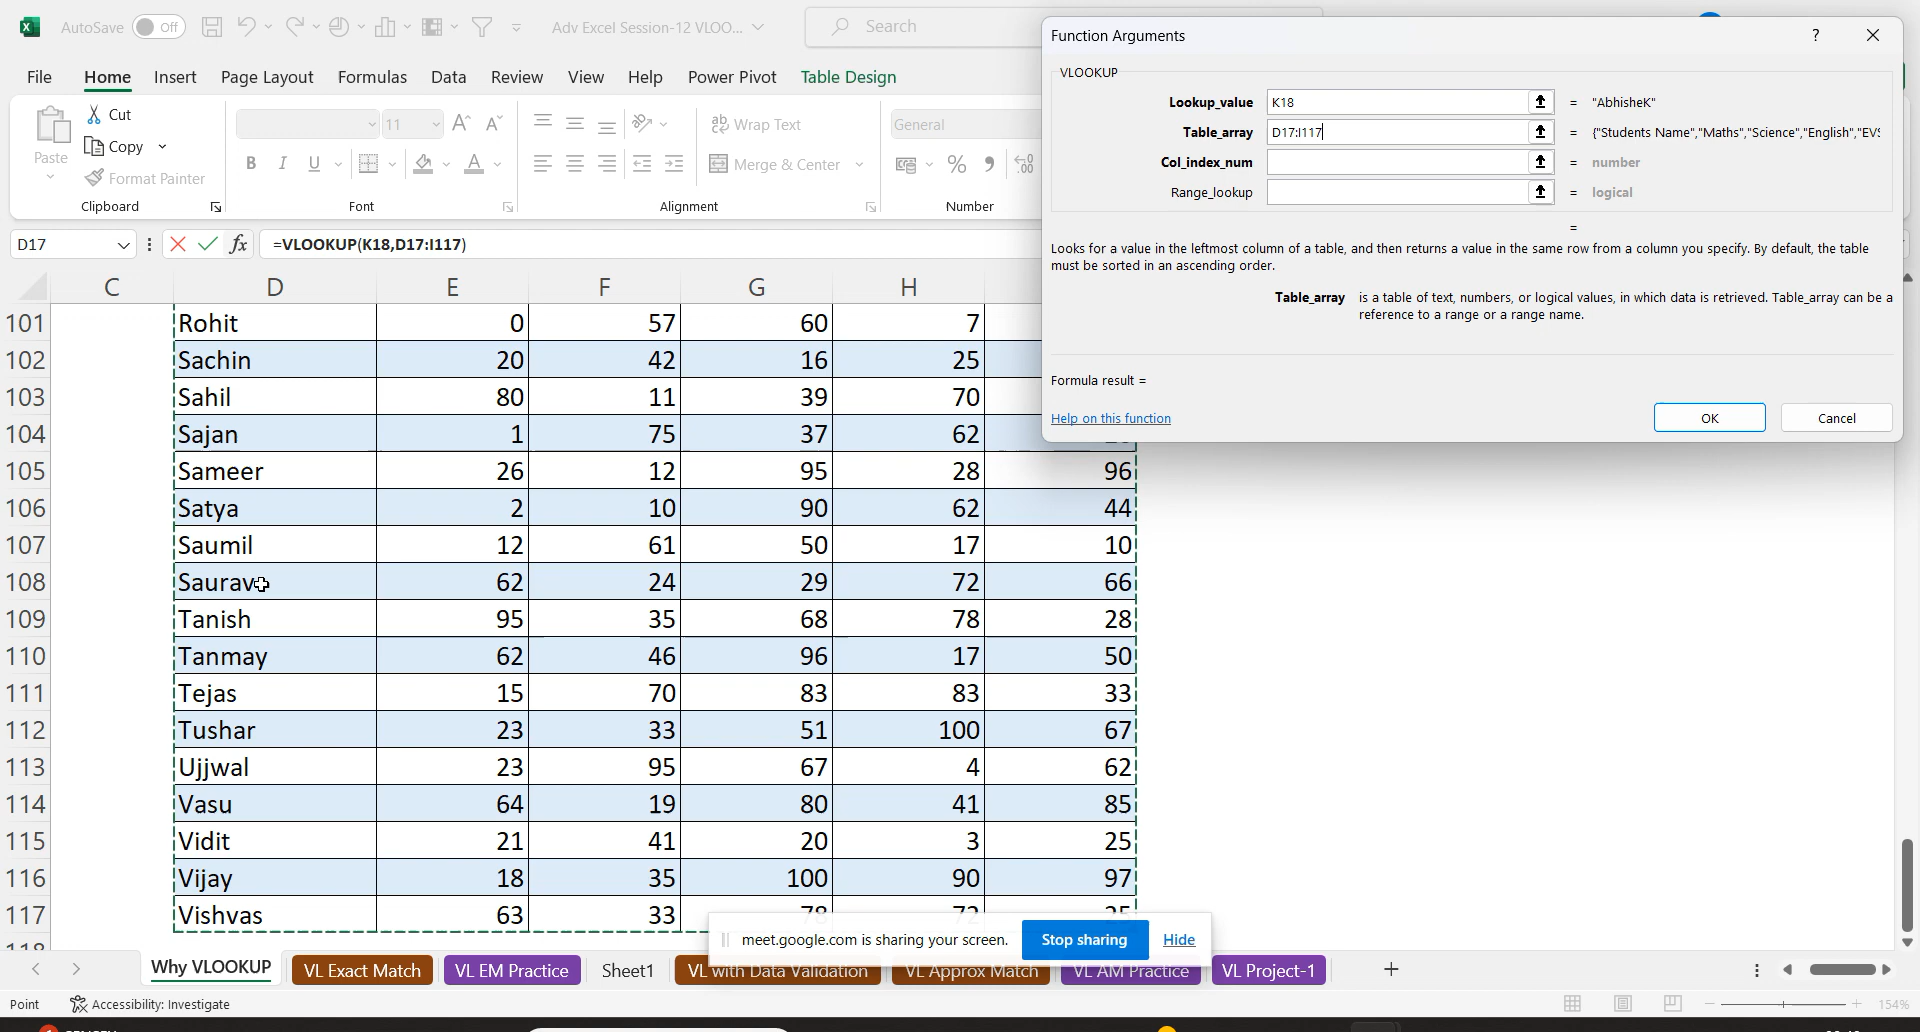 AutoSave Off Adv Excel Session-12 VLOO... Search
File Home Insert Page Layout Formulas Data Review View Help Power Pivot Table Design
Paste
Cut
Copy
Format Painter
Clipboard
11
B I U A
Font
Wrap Text
Merge & Center
Alignment
General
% 9
Number
D17 fx =VLOOKUP(K18,D17:I117)
C D E F G H
101 Rohit 0 57 60 7
102 Sachin 20 42 16 25
103 Sahil 80 11 39 70
104 Sajan 1 75 37 62
105 Sameer 26 12 95 28 96
106 Satya 2 10 90 62 44
107 Saumil 12 61 50 17 10
108 Saurav 62 24 29 72 66
109 Tanish 95 35 68 78 28
110 Tanmay 62 46 96 17 50
111 Tejas 15 70 83 83 33
112 Tushar 23 33 51 100 67
113 Ujjwal 23 95 67 4 62
114 Vasu 64 19 80 41 85
115 Vidit 21 41 20 3 25
116 Vijay 18 35 100 90 97
117 Vishvas 63 33 78 72 25
Function Arguments ?
VLOOKUP
Lookup_value K18 = "AbhisheK"
Table_array D17:I117 = {"Students Name","Maths","Science","English","EVS
Col_index_num = number
Range_lookup = logical
=
Looks for a value in the leftmost column of a table, and then returns a value in the same row from a column you specify. By default, the table
must be sorted in an ascending order.
Table_array is a table of text, numbers, or logical values, in which data is retrieved. Table_array can be a
reference to a range or a range name.
Formula result =
Help on this function OK Cancel
meet.google.com is sharing your screen. Stop sharing Hide
Why VLOOKUP VL Exact Match VL EM Practice Sheet1 VL with Data Validation VL Approx Match VL AM Practice VL Project-1
Point Accessibility: Investigate 154%